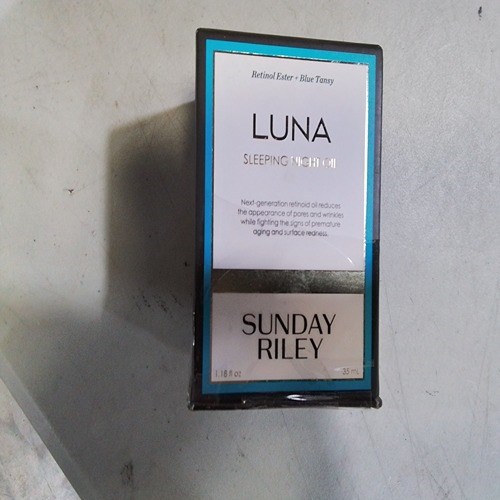 Retinol Ester + Blue Tansy
LUNA
SLEEPING NIGHT OIL
Next-generation retinoid oil reduces
the appearance of pores and wrinkles
while fighting the signs of premature
aging and surface redness.
SUNDAY
RILEY
1.18 fl oz 35 mL